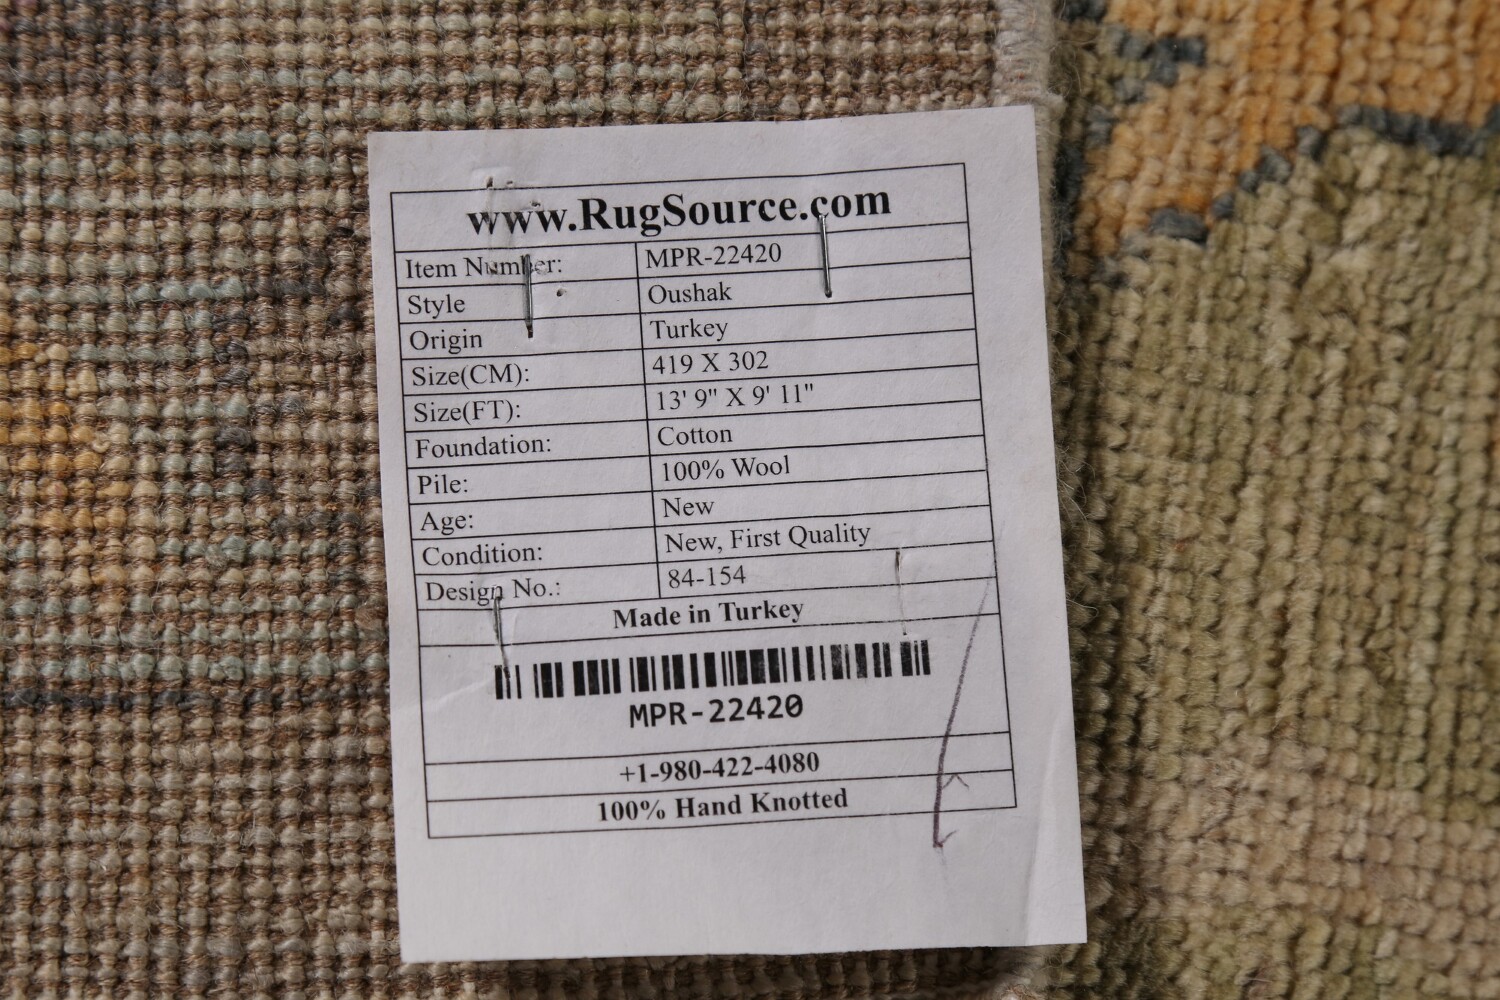 www.RugSource.com
Item Number: MPR-22420
Style Oushak
Origin Turkey
Size(CM): 419 X 302
Size(FT): 13' 9" X 9' 11"
Foundation: Cotton
Pile: 100% Wool
Age: New
Condition: New, First Quality
Design No.: 84-154
Made in Turkey
MPR-22420
+1-980-422-4080
100% Hand Knotted